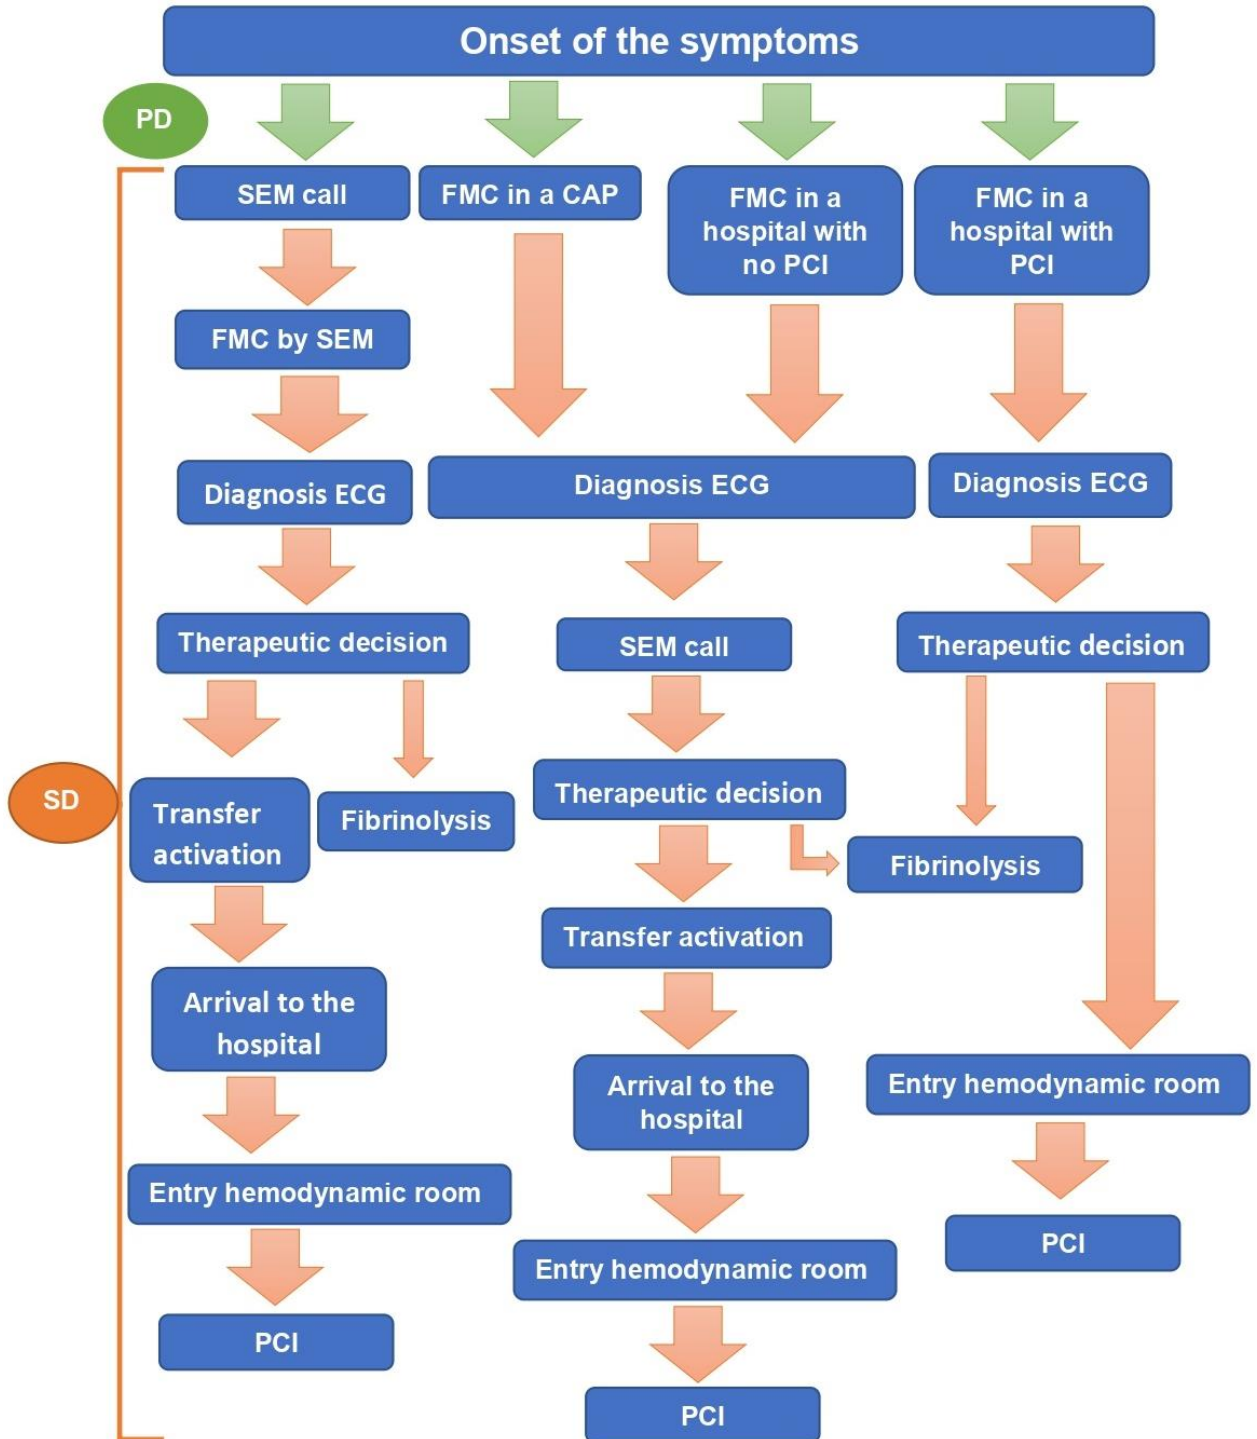 Onset of the symptoms
PD
SEM call
FMC in a CAP
FMC in a
hospital with
no PCI
FMC in a
hospital with
PCI
FMC by SEM
Diagnosis ECG
Diagnosis ECG
Diagnosis ECG
Therapeutic decision
SEM call
Therapeutic decision
SD
Transfer
activation
Fibrinolysis
Therapeutic decision
Fibrinolysis
Transfer activation
Arrival to the
hospital
Arrival to the
hospital
Entry hemodynamic room
Entry hemodynamic room
Entry hemodynamic room
PCI
PCI
PCI